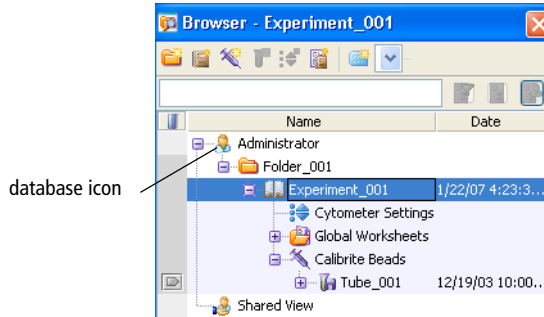 Browser - Experiment_001
Name Date
Administrator
Folder_001
database icon
Experiment_001 1/22/07 4:23:3...
Cytometer Settings
Global Worksheets
Calibrite Beads
Tube_001 12/19/03 10:00...
Shared View